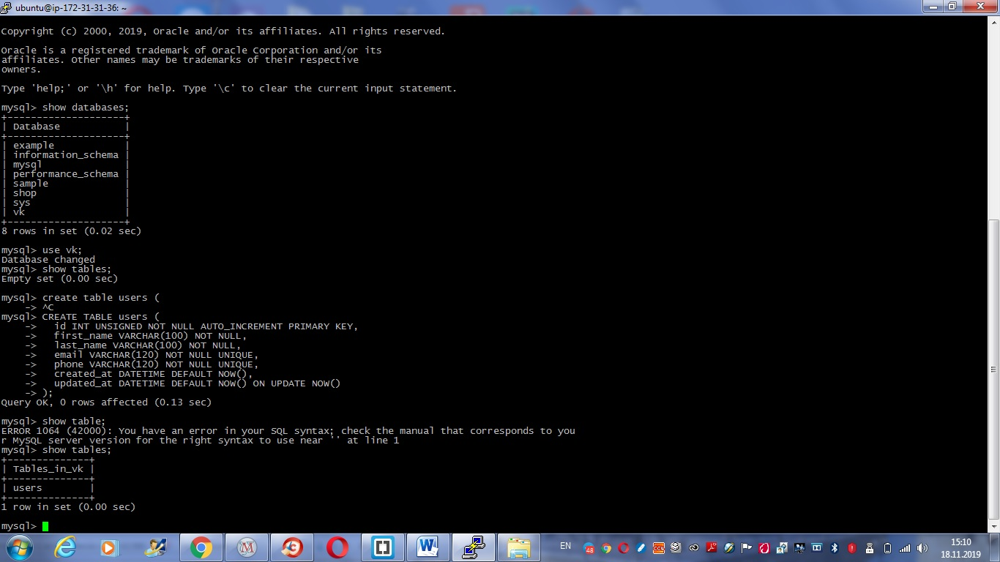 ubuntu@ip-172-31-31-36: ~
Copyright (c) 2000, 2019, Oracle and/or its affiliates. All rights reserved.
Oracle is a registered trademark of Oracle Corporation and/or its
affiliates. Other names may be trademarks of their respective
owners.
Type 'help;' or '\h' for help. Type '\c' to clear the current input statement.
mysql> show databases;
+--------------------+
| Database           |
+--------------------+
| example            |
| information_schema |
| mysql              |
| performance_schema |
| sample             |
| shop               |
| sys                |
| vk                 |
+--------------------+
8 rows in set (0.02 sec)
mysql> use vk;
Database changed
mysql> show tables;
Empty set (0.00 sec)
mysql> create table users (
    -> ^C
mysql> CREATE TABLE users (
    ->   id INT UNSIGNED NOT NULL AUTO_INCREMENT PRIMARY KEY,
    ->   first_name VARCHAR(100) NOT NULL,
    ->   last_name VARCHAR(100) NOT NULL,
    ->   email VARCHAR(120) NOT NULL UNIQUE,
    ->   phone VARCHAR(120) NOT NULL UNIQUE,
    ->   created_at DATETIME DEFAULT NOW(),
    ->   updated_at DATETIME DEFAULT NOW() ON UPDATE NOW()
    -> );
Query OK, 0 rows affected (0.13 sec)
mysql> show table;
ERROR 1064 (42000): You have an error in your SQL syntax; check the manual that corresponds to you
r MySQL server version for the right syntax to use near '' at line 1
mysql> show tables;
+--------------+
| Tables_in_vk |
+--------------+
| users        |
+--------------+
1 row in set (0.00 sec)
mysql>
EN
48
15:10
18.11.2019